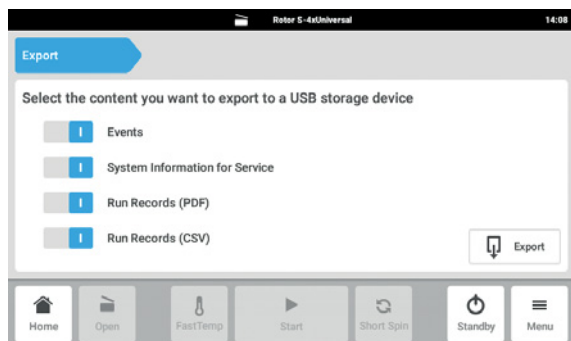 Rotor S-4xUniversal 14:08
Export
Select the content you want to export to a USB storage device
Events
System Information for Service
Run Records (PDF)
Run Records (CSV)
Export
Home Open FastTemp Start Short Spin Standby Menu